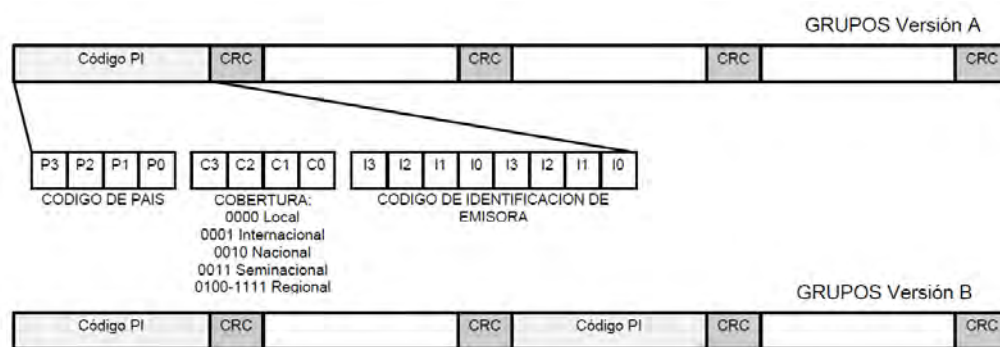 GRUPOS Versión A
Código PI CRC CRC CRC CRC
P3 P2 P1 P0 C3 C2 C1 C0 I3 I2 I1 I0 I3 I2 I1 I0
CODIGO DE PAIS
COBERTURA:
0000 Local
0001 Internacional
0010 Nacional
0011 Seminacional
0100-1111 Regional
CODIGO DE IDENTIFICACION DE
EMISORA
GRUPOS Versión B
Código PI CRC CRC Código PI CRC CRC